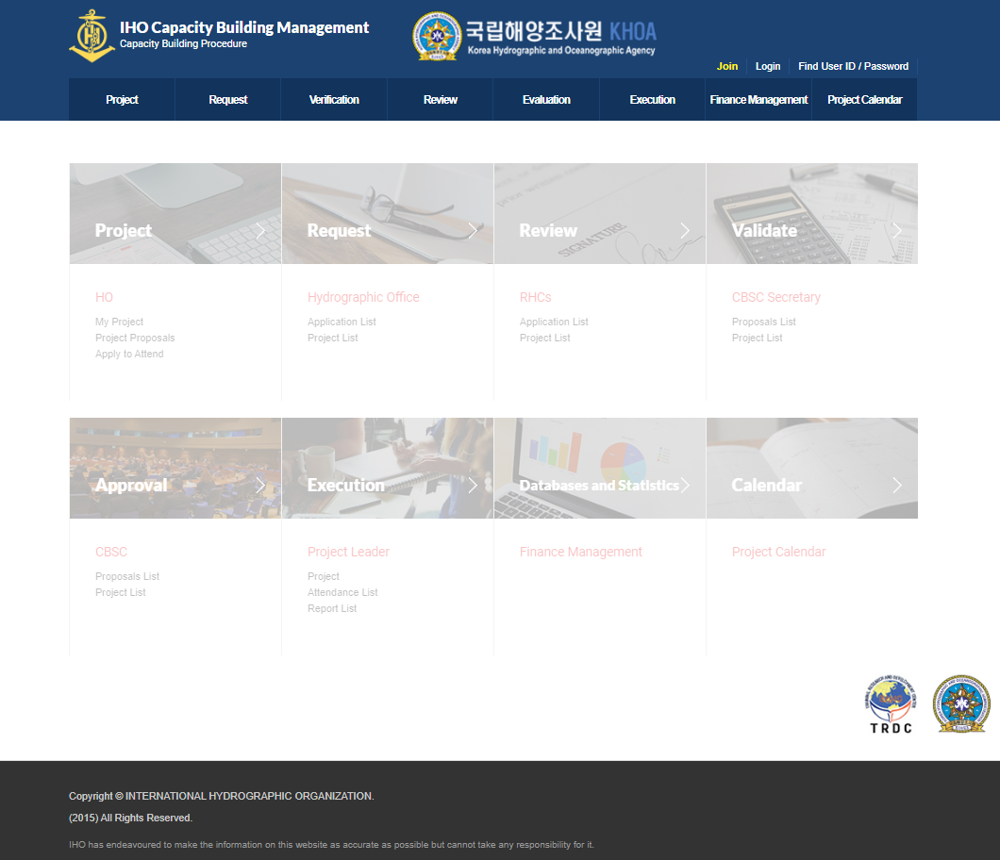 IHO Capacity Building Management
Capacity Building Procedure
국립해양조사원 KHOA
Korea Hydrographic and Oceanographic Agency
Join Login Find User ID / Password
Project Request Verification Review Evaluation Execution Finance Management Project Calendar
Project
HO
My Project
Project Proposals
Apply to Attend
Request
Hydrographic Office
Application List
Project List
Review
SIGNATURE
RHCs
Application List
Project List
Validate
CBSC Secretary
Proposals List
Project List
Approval
CBSC
Proposals List
Project List
Execution
Project Leader
Project
Attendance List
Report List
Databases and Statistics
Finance Management
Calendar
Project Calendar
TRDC
Copyright © INTERNATIONAL HYDROGRAPHIC ORGANIZATION.
(2015) All Rights Reserved.
IHO has endeavoured to make the information on this website as accurate as possible but cannot take any responsibility for it.